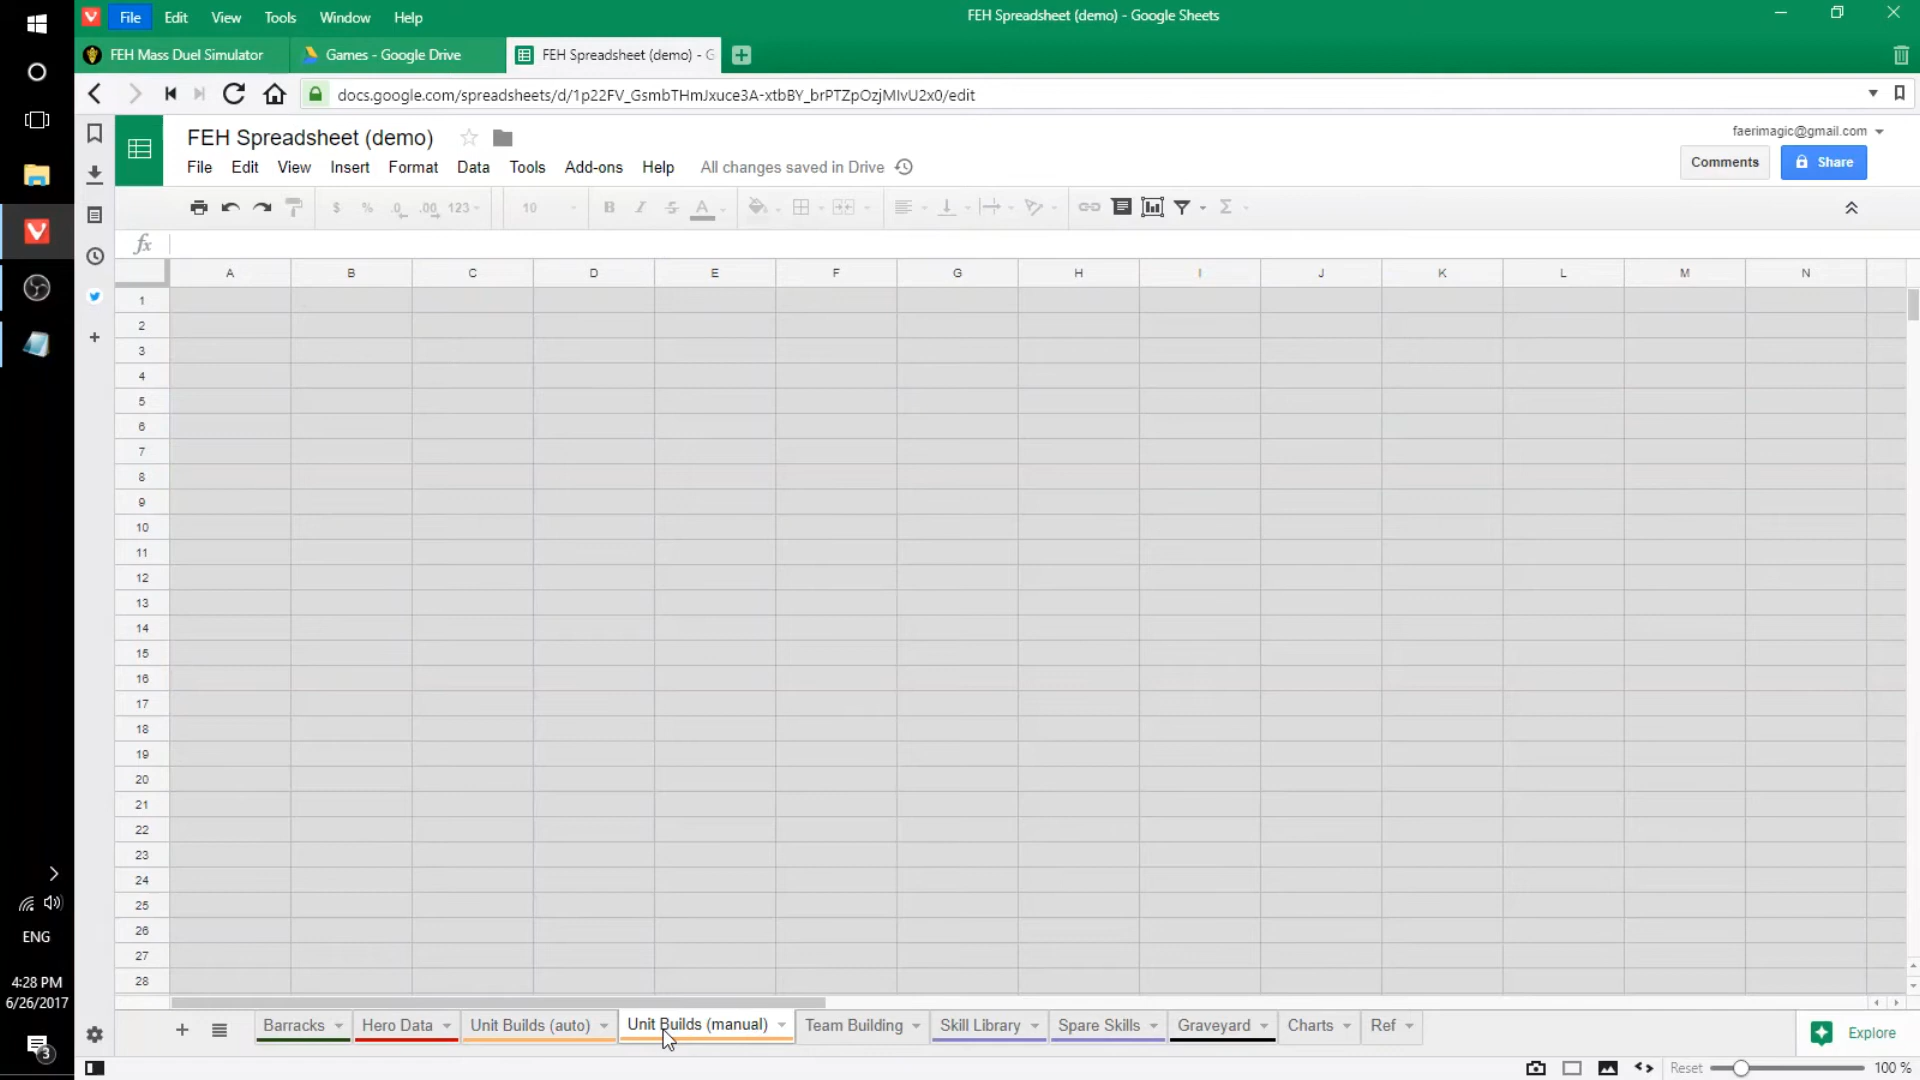 File Edit View Tools Window Help
FEH Spreadsheet (demo) - Google Sheets
FEH Mass Duel Simulator Games - Google Drive FEH Spreadsheet (demo) - G
docs.google.com/spreadsheets/d/1p22FV_GsmbTHmJxuce3A-xtbBY_brPTZpOzjMIvU2x0/edit
FEH Spreadsheet (demo)
faerimagic@gmail.com
File Edit View Insert Format Data Tools Add-ons Help All changes saved in Drive
Comments Share
$ % .0 .00 123 10 B I S A Σ
fx
A B C D E F G H I J K L M N
1
2
3
4
5
6
7
8
9
10
11
12
13
14
15
16
17
18
19
20
21
22
23
24
25
26
27
28
ENG
4:28 PM
6/26/2017
3
Barracks Hero Data Unit Builds (auto) Unit Builds (manual) Team Building Skill Library Spare Skills Graveyard Charts Ref Explore
Reset 100 %